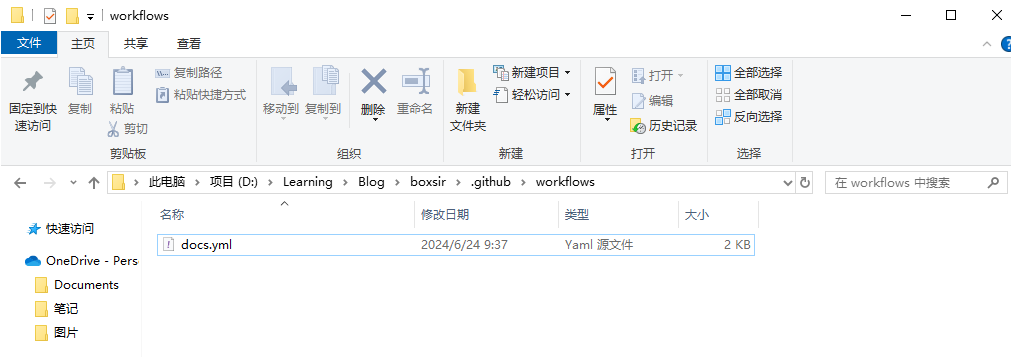 workflows
文件 主页 共享 查看
固定到快速访问
复制
粘贴
复制路径
粘贴快捷方式
剪切
剪贴板
移动到
复制到
删除
重命名
组织
新建文件夹
新建项目
轻松访问
新建
属性
打开
编辑
历史记录
打开
全部选择
全部取消
反向选择
选择
此电脑 项目 (D:) Learning Blog boxsir .github workflows
在 workflows 中搜索
名称 修改日期 类型 大小
docs.yml 2024/6/24 9:37 Yaml 源文件 2 KB
快速访问
OneDrive - Pers
Documents
笔记
图片